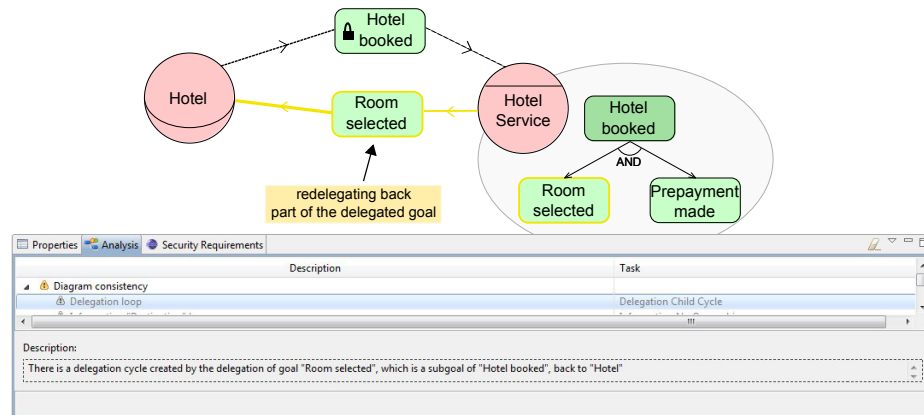 Hotel
booked
Hotel
Room
selected
Hotel
Service
Hotel
booked
AND
Room
selected
Prepayment
made
redelegating back
part of the delegated goal
Properties Analysis Security Requirements
Description Task
Diagram consistency
Delegation loop Delegation Child Cycle
Description:
There is a delegation cycle created by the delegation of goal "Room selected", which is a subgoal of "Hotel booked", back to "Hotel"